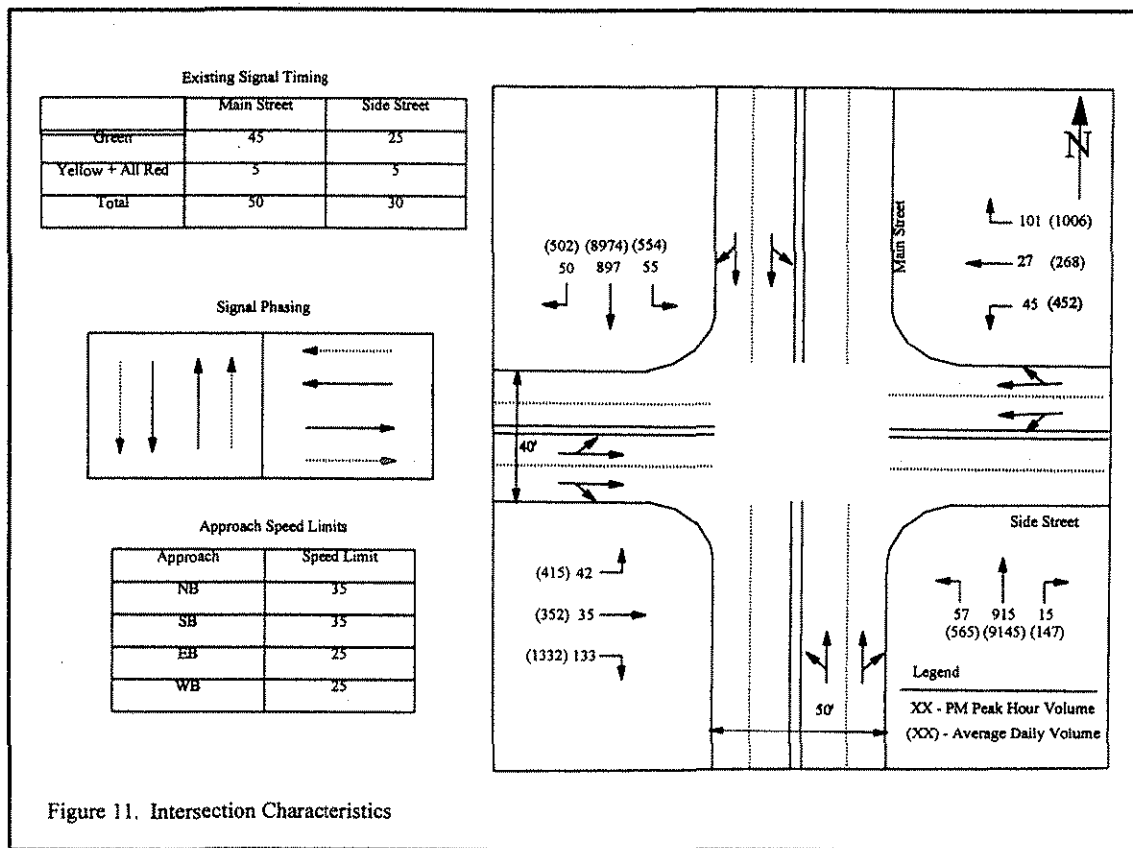 Existing Signal Timing
Main Street Side Street
Green 45 25
Yellow + All Red 5 5
Total 50 30
Signal Phasing
Approach Speed Limits
Approach Speed Limit
NB 35
SB 35
EB 25
WB 25
N
Main Street
(502) (8974) (554)
50 897 55
101 (1006)
27 (268)
45 (452)
40'
Side Street
(415) 42
(352) 35
(1332) 133
57 915 15
(565) (9145) (147)
50'
Legend
XX - PM Peak Hour Volume
(XX) - Average Daily Volume
Figure 11. Intersection Characteristics